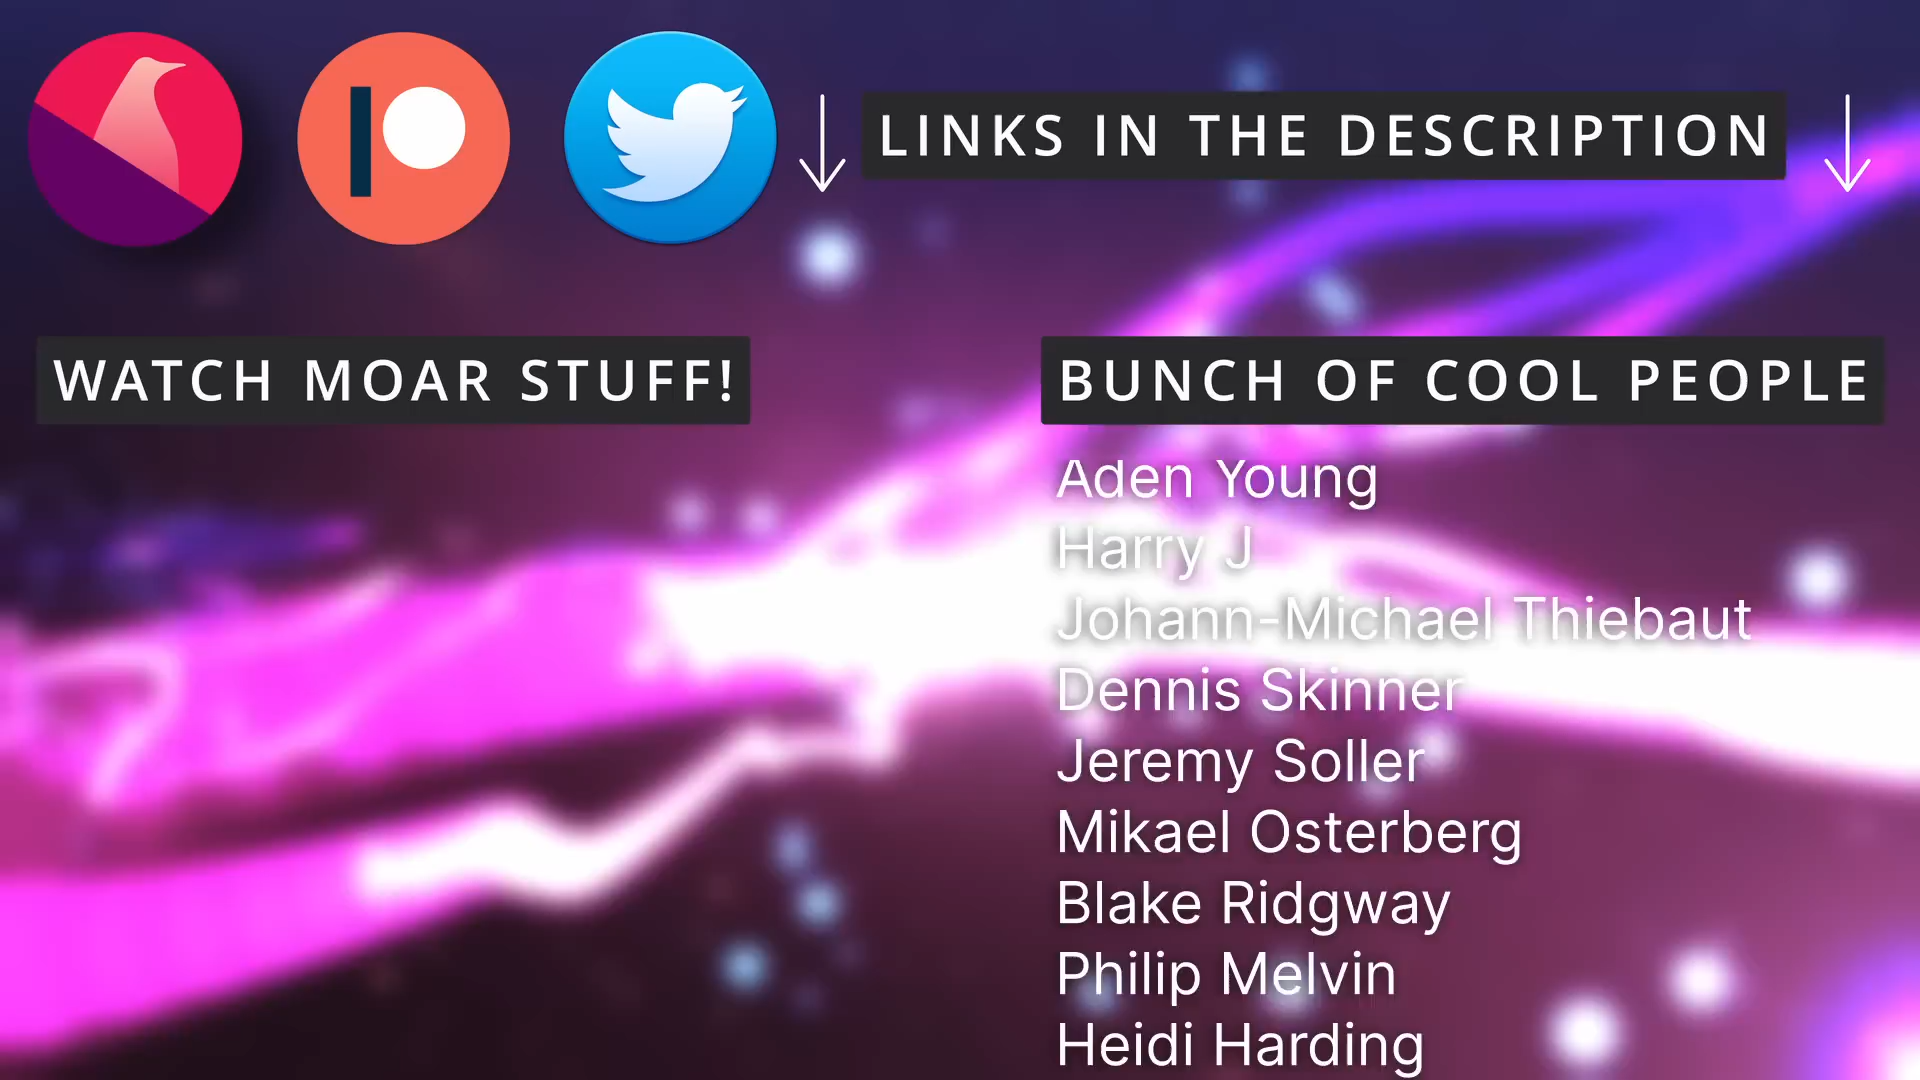 LINKS IN THE DESCRIPTION
WATCH MOAR STUFF!
BUNCH OF COOL PEOPLE
Aden Young
Harry J
Johann-Michael Thiebaut
Dennis Skinner
Jeremy Soller
Mikael Osterberg
Blake Ridgway
Philip Melvin
Heidi Harding